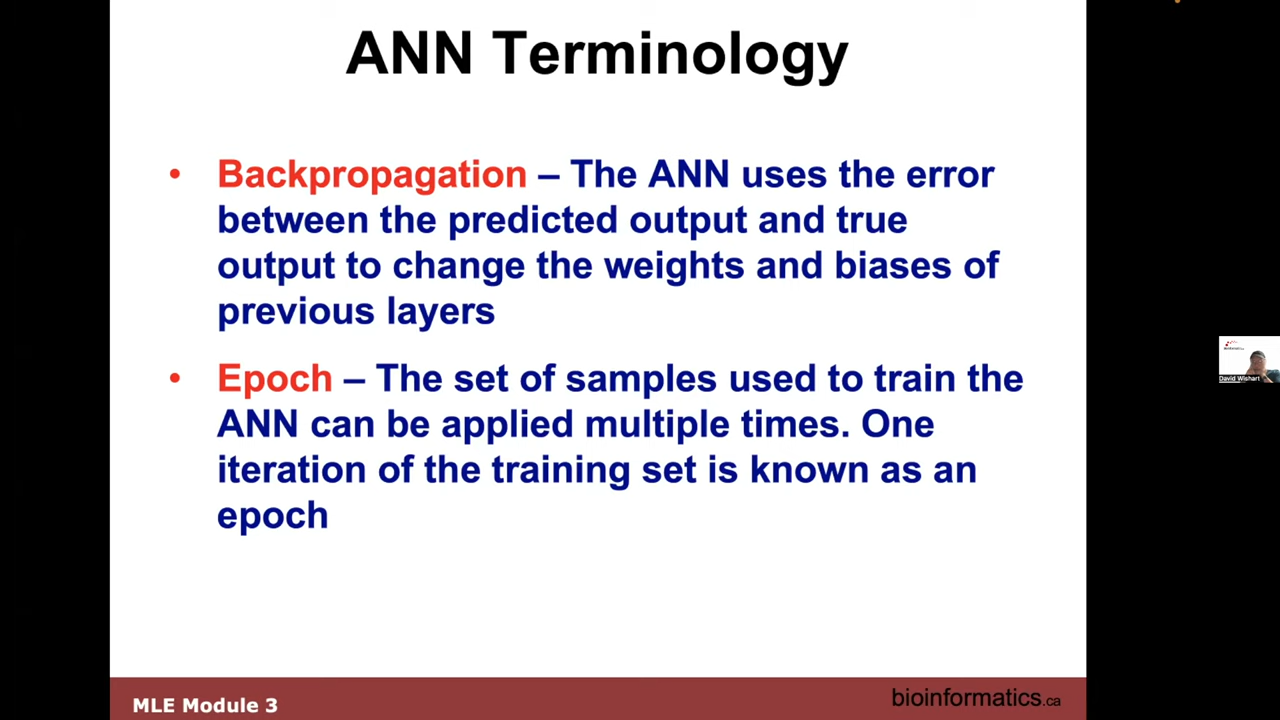 ANN Terminology
• Backpropagation – The ANN uses the error
between the predicted output and true
output to change the weights and biases of
previous layers
• Epoch – The set of samples used to train the
ANN can be applied multiple times. One
iteration of the training set is known as an
epoch
David Wishart
MLE Module 3
bioinformatics.ca